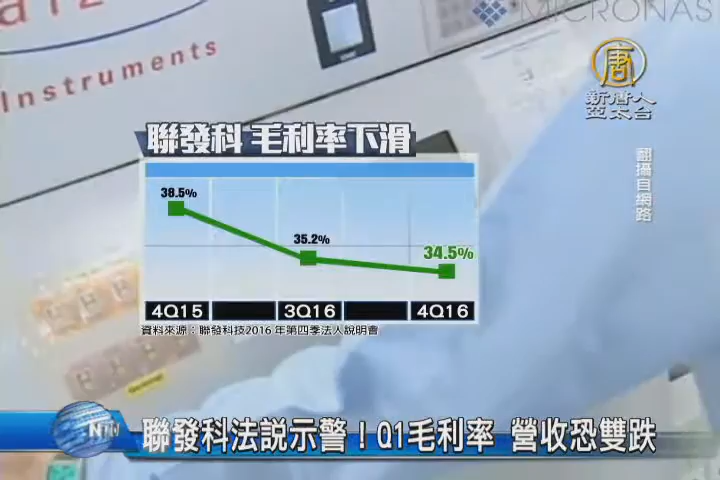 Instruments
MICRONAS
新唐人
亞太台
翻攝自網路
聯發科 毛利率下滑
38.5%
35.2%
34.5%
4Q15 3Q16 4Q16
資料來源：聯發科技2016年第四季法人說明會
NTD
聯發科法說示警！Q1毛利率 營收恐雙跌